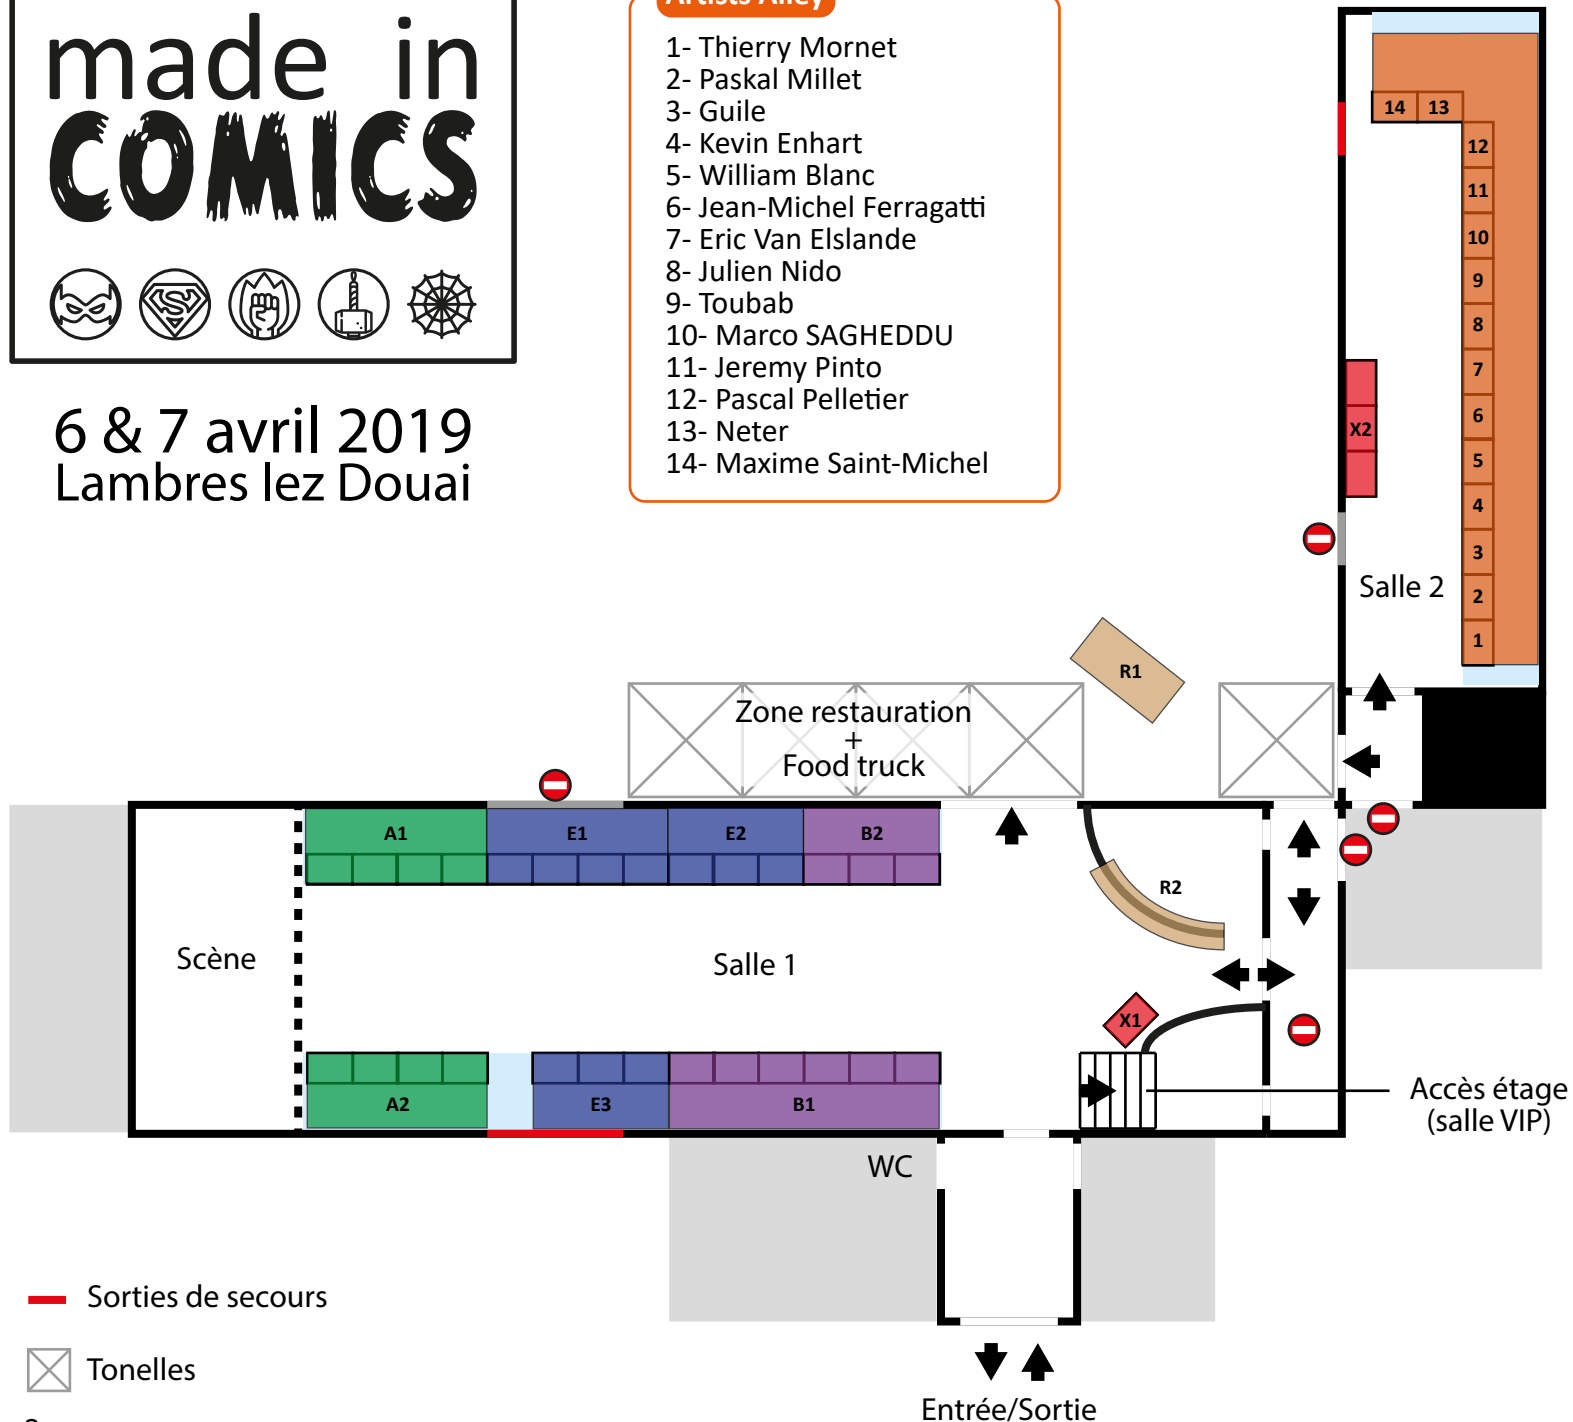 made in
COMICS
6 & 7 avril 2019
Lambres lez Douai
Artists Alley
1- Thierry Mornet
2- Paskal Millet
3- Guile
4- Kevin Enhart
5- William Blanc
6- Jean-Michel Ferragatti
7- Eric Van Elslande
8- Julien Nido
9- Toubab
10- Marco SAGHEDDU
11- Jeremy Pinto
12- Pascal Pelletier
13- Neter
14- Maxime Saint-Michel
14 13
12
11
10
9
8
7
6
5
4
3
2
1
X2
Salle 2
R1
Zone restauration
+
Food truck
A1 E1 E2 B2
R2
Scène
Salle 1
X1
A2 E3 B1
Accès étage
(salle VIP)
WC
Sorties de secours
Tonelles
Entrée/Sortie